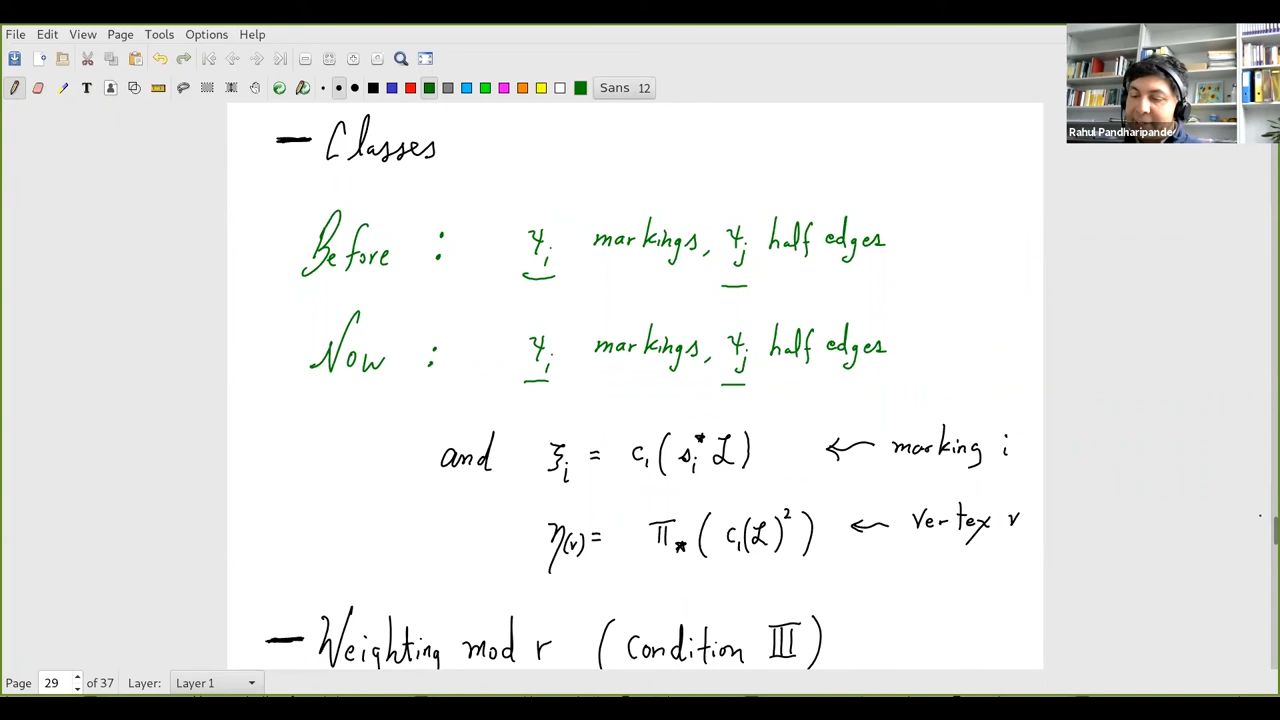 File Edit View Page Tools Options Help
Sans 12
Rahul Pandharipande
— Classes
Before : ψ_i markings, ψ_j half edges
Now : ψ_i markings, ψ_j half edges
and ξ_i = c_1(s_i^* ℒ) ← marking i
η(v) = π_*(c_1(ℒ)^2) ← vertex v
— Weighting mod r (Condition III)
Page 29 of 37 Layer: Layer 1